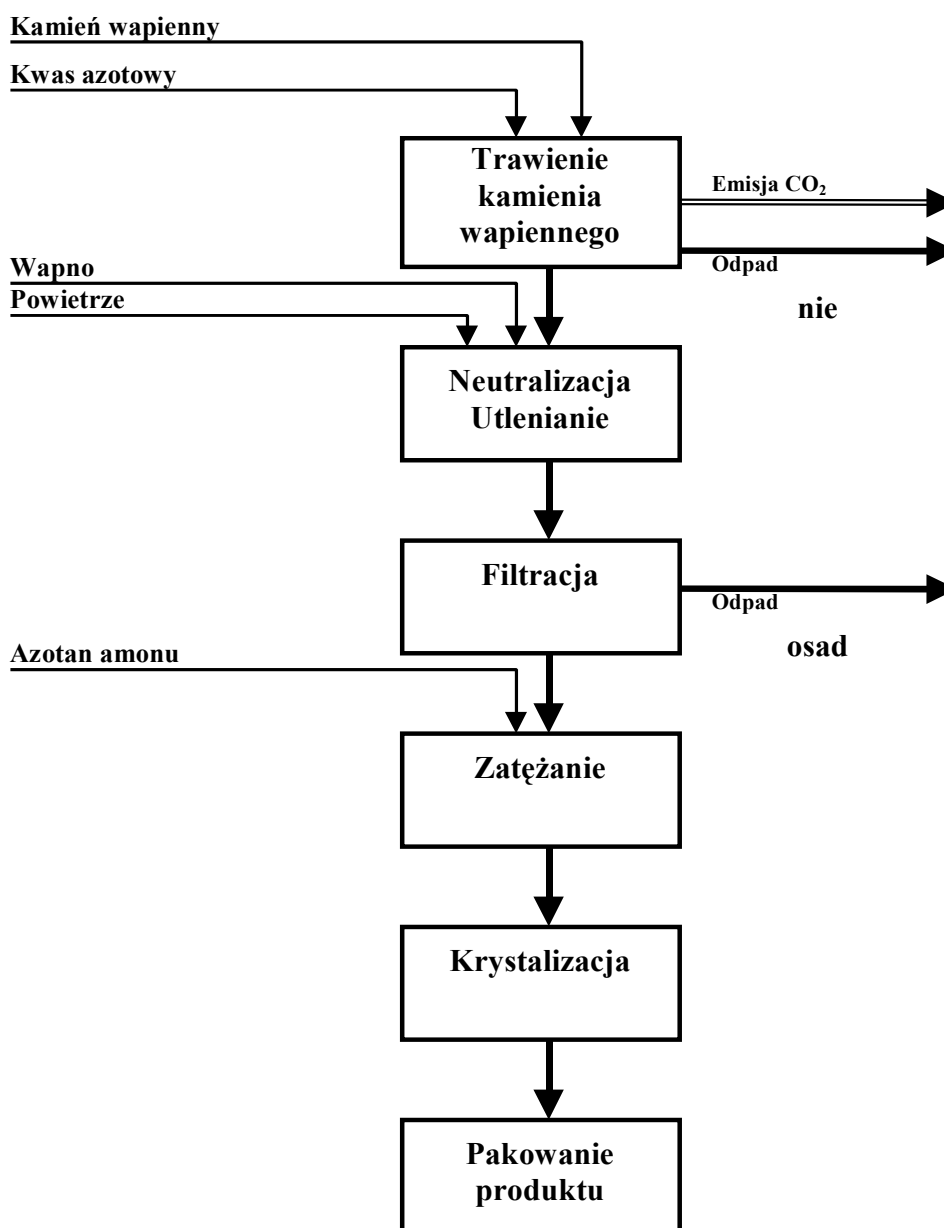 Kamień wapienny
Kwas azotowy
Trawienie
kamienia
wapiennego
Emisja CO₂
Odpad
nie
Wapno
Powietrze
Neutralizacja
Utlenianie
Filtracja
Odpad
osad
Azotan amonu
Zatężanie
Krystalizacja
Pakowanie
produktu